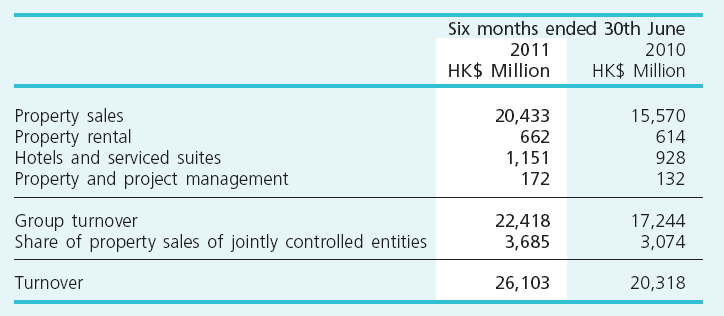 Six months ended 30th June
2011 2010
HK$ Million HK$ Million
Property sales 20,433 15,570
Property rental 662 614
Hotels and serviced suites 1,151 928
Property and project management 172 132
Group turnover 22,418 17,244
Share of property sales of jointly controlled entities 3,685 3,074
Turnover 26,103 20,318